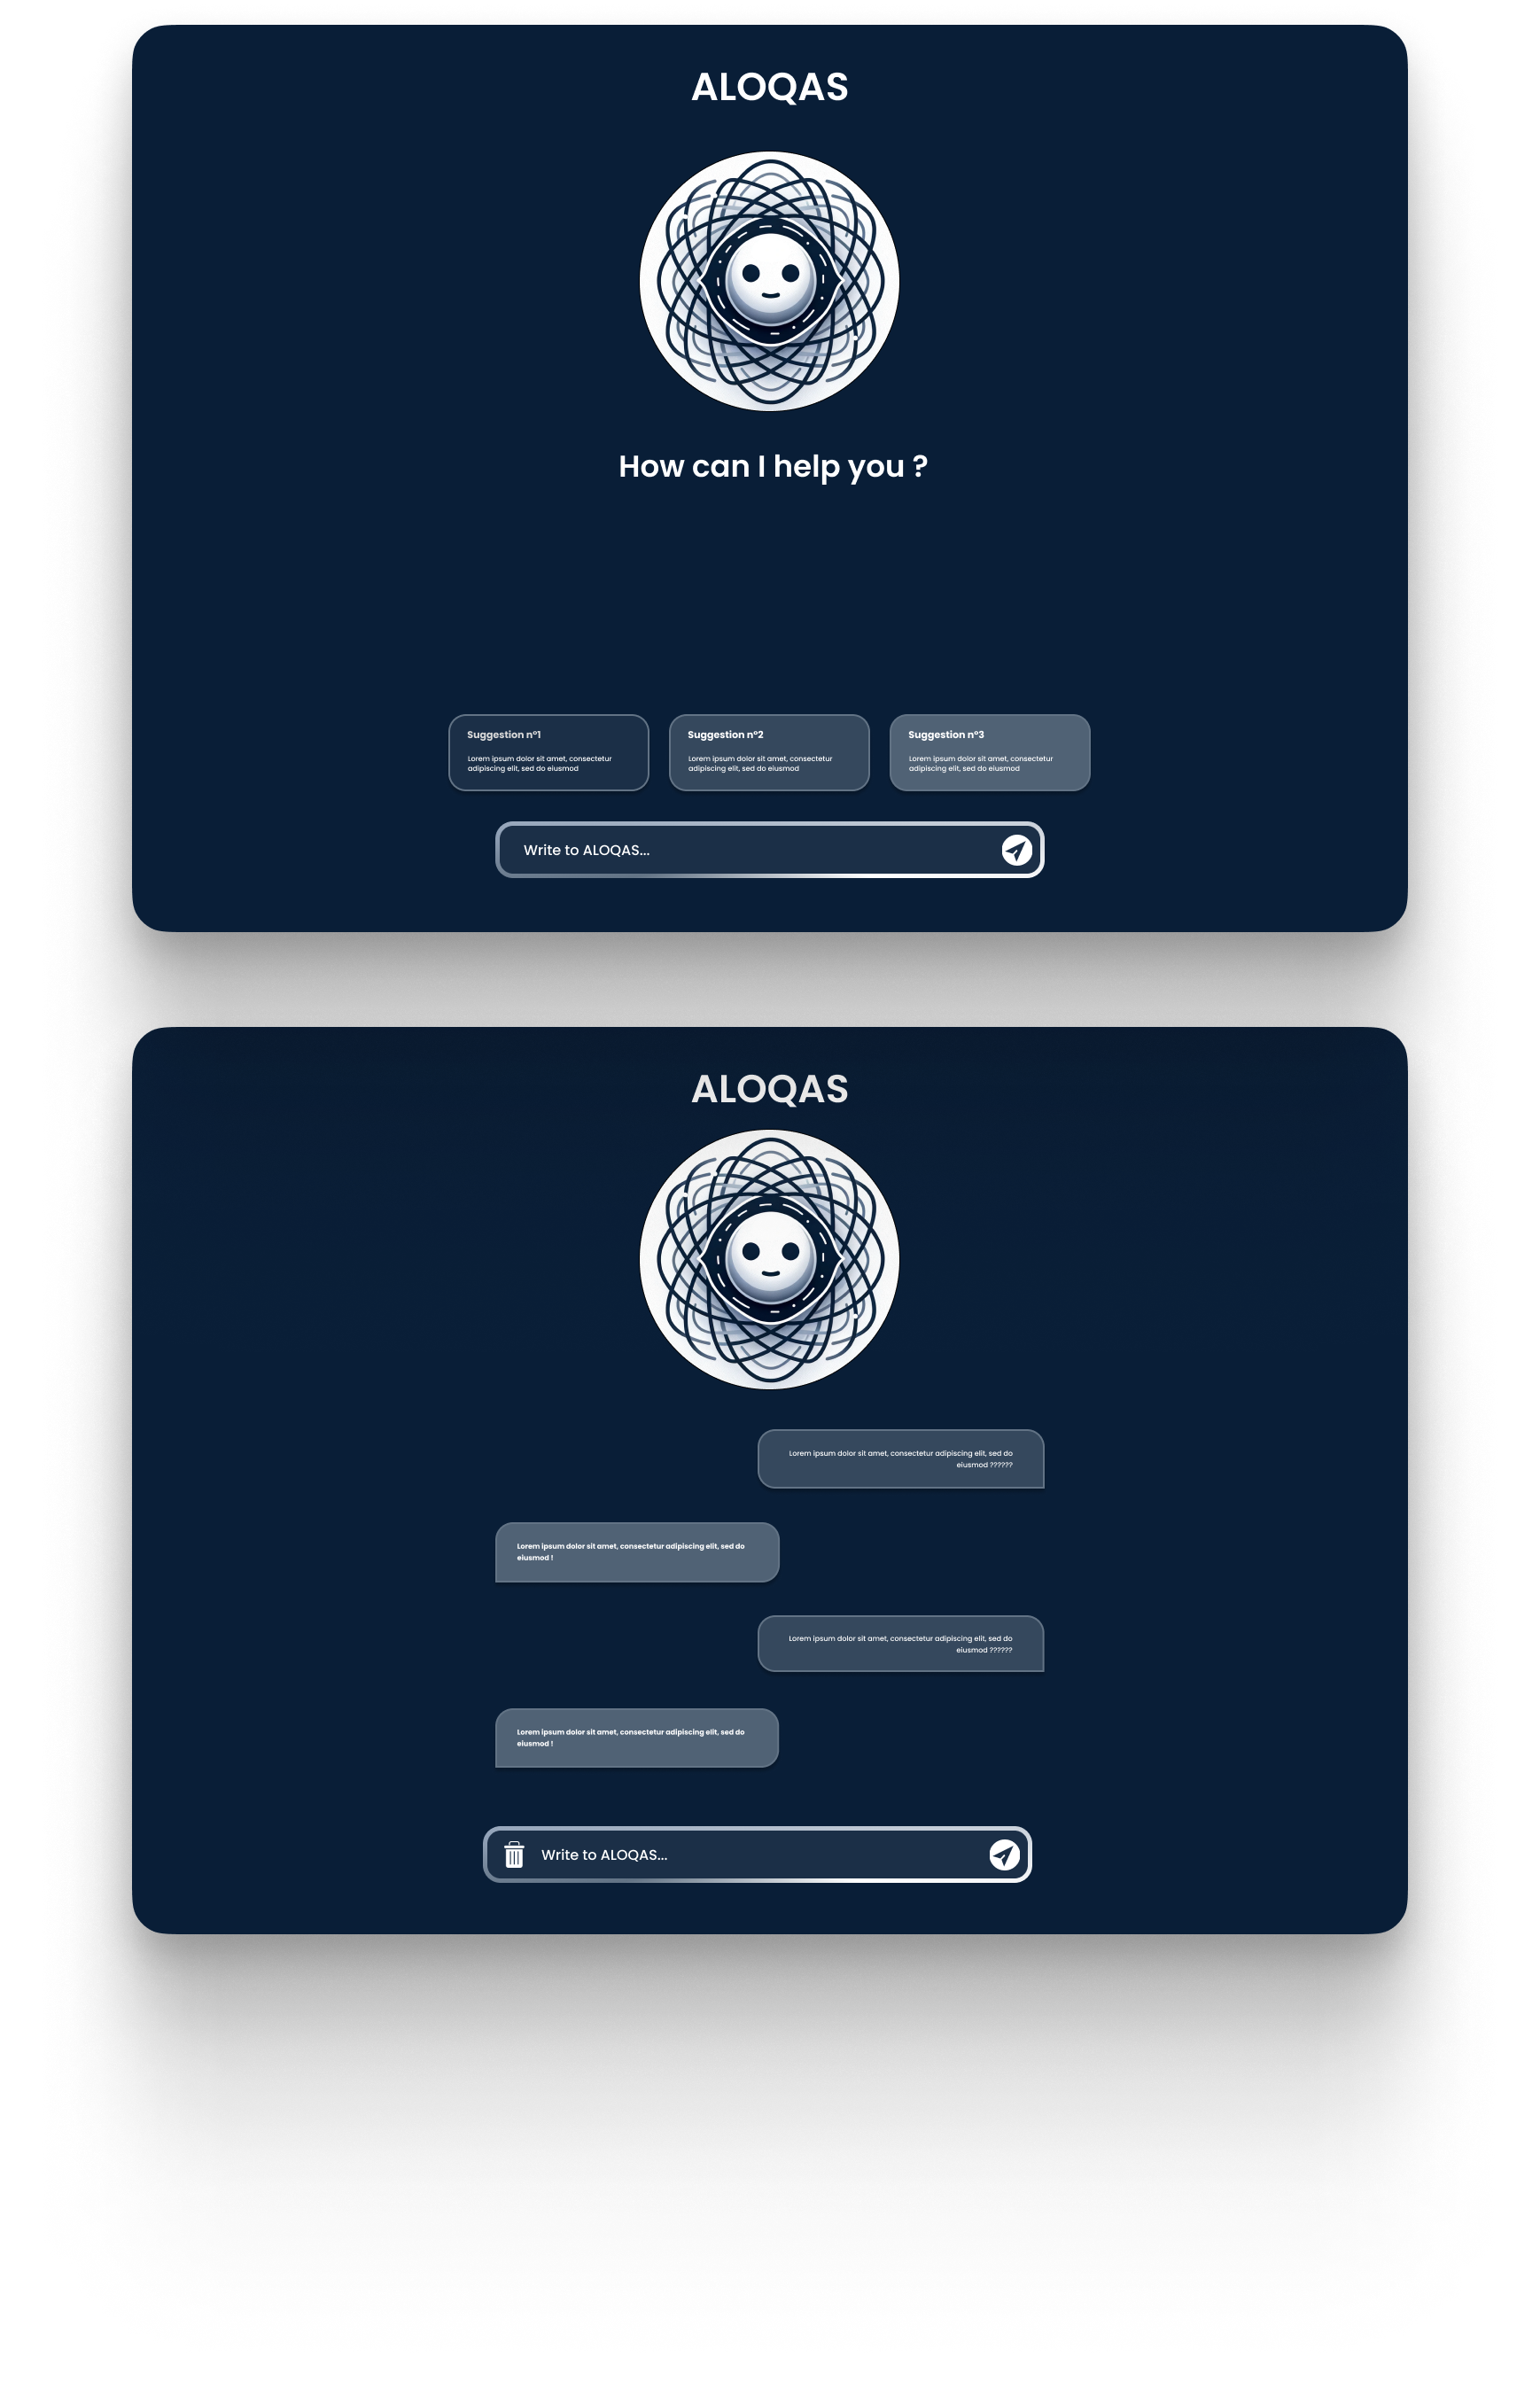 ALOQAS
How can I help you ?
Suggestion n°1
Lorem ipsum dolor sit amet, consectetur
adipiscing elit, sed do eiusmod
Suggestion n°2
Lorem ipsum dolor sit amet, consectetur
adipiscing elit, sed do eiusmod
Suggestion n°3
Lorem ipsum dolor sit amet, consectetur
adipiscing elit, sed do eiusmod
Write to ALOQAS...
ALOQAS
Lorem ipsum dolor sit amet, consectetur adipiscing elit, sed do
eiusmod ??????
Lorem ipsum dolor sit amet, consectetur adipiscing elit, sed do
eiusmod !
Lorem ipsum dolor sit amet, consectetur adipiscing elit, sed do
eiusmod ??????
Lorem ipsum dolor sit amet, consectetur adipiscing elit, sed do
eiusmod !
Write to ALOQAS...